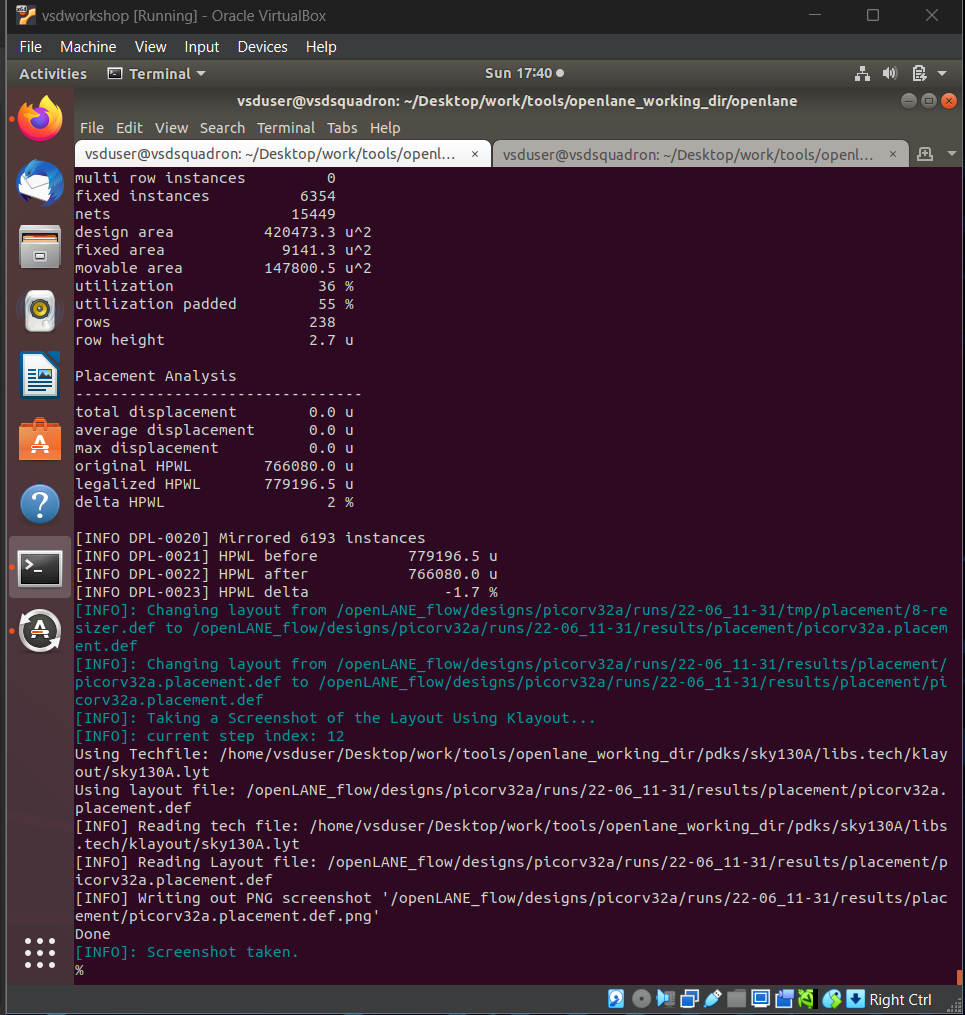 vsdworkshop [Running] - Oracle VirtualBox
File Machine View Input Devices Help
Activities Terminal Sun 17:40
vsduser@vsdsquadron: ~/Desktop/work/tools/openlane_working_dir/openlane
File Edit View Search Terminal Tabs Help
vsduser@vsdsquadron: ~/Desktop/work/tools/openl... × vsduser@vsdsquadron: ~/Desktop/work/tools/openl... ×
multi row instances 0
fixed instances 6354
nets 15449
design area 420473.3 u^2
fixed area 9141.3 u^2
movable area 147800.5 u^2
utilization 36 %
utilization padded 55 %
rows 238
row height 2.7 u
Placement Analysis
--------------------------------
total displacement 0.0 u
average displacement 0.0 u
max displacement 0.0 u
original HPWL 766080.0 u
legalized HPWL 779196.5 u
delta HPWL 2 %
[INFO DPL-0020] Mirrored 6193 instances
[INFO DPL-0021] HPWL before 779196.5 u
[INFO DPL-0022] HPWL after 766080.0 u
[INFO DPL-0023] HPWL delta -1.7 %
[INFO]: Changing layout from /openLANE_flow/designs/picorv32a/runs/22-06_11-31/tmp/placement/8-re
sizer.def to /openLANE_flow/designs/picorv32a/runs/22-06_11-31/results/placement/picorv32a.placem
ent.def
[INFO]: Changing layout from /openLANE_flow/designs/picorv32a/runs/22-06_11-31/results/placement/
picorv32a.placement.def to /openLANE_flow/designs/picorv32a/runs/22-06_11-31/results/placement/pi
corv32a.placement.def
[INFO]: Taking a Screenshot of the Layout Using Klayout...
[INFO]: current step index: 12
Using Techfile: /home/vsduser/Desktop/work/tools/openlane_working_dir/pdks/sky130A/libs.tech/klay
out/sky130A.lyt
Using layout file: /openLANE_flow/designs/picorv32a/runs/22-06_11-31/results/placement/picorv32a.
placement.def
[INFO] Reading tech file: /home/vsduser/Desktop/work/tools/openlane_working_dir/pdks/sky130A/libs
.tech/klayout/sky130A.lyt
[INFO] Reading Layout file: /openLANE_flow/designs/picorv32a/runs/22-06_11-31/results/placement/p
icorv32a.placement.def
[INFO] Writing out PNG screenshot '/openLANE_flow/designs/picorv32a/runs/22-06_11-31/results/plac
ement/picorv32a.placement.def.png'
Done
[INFO]: Screenshot taken.
%
Right Ctrl